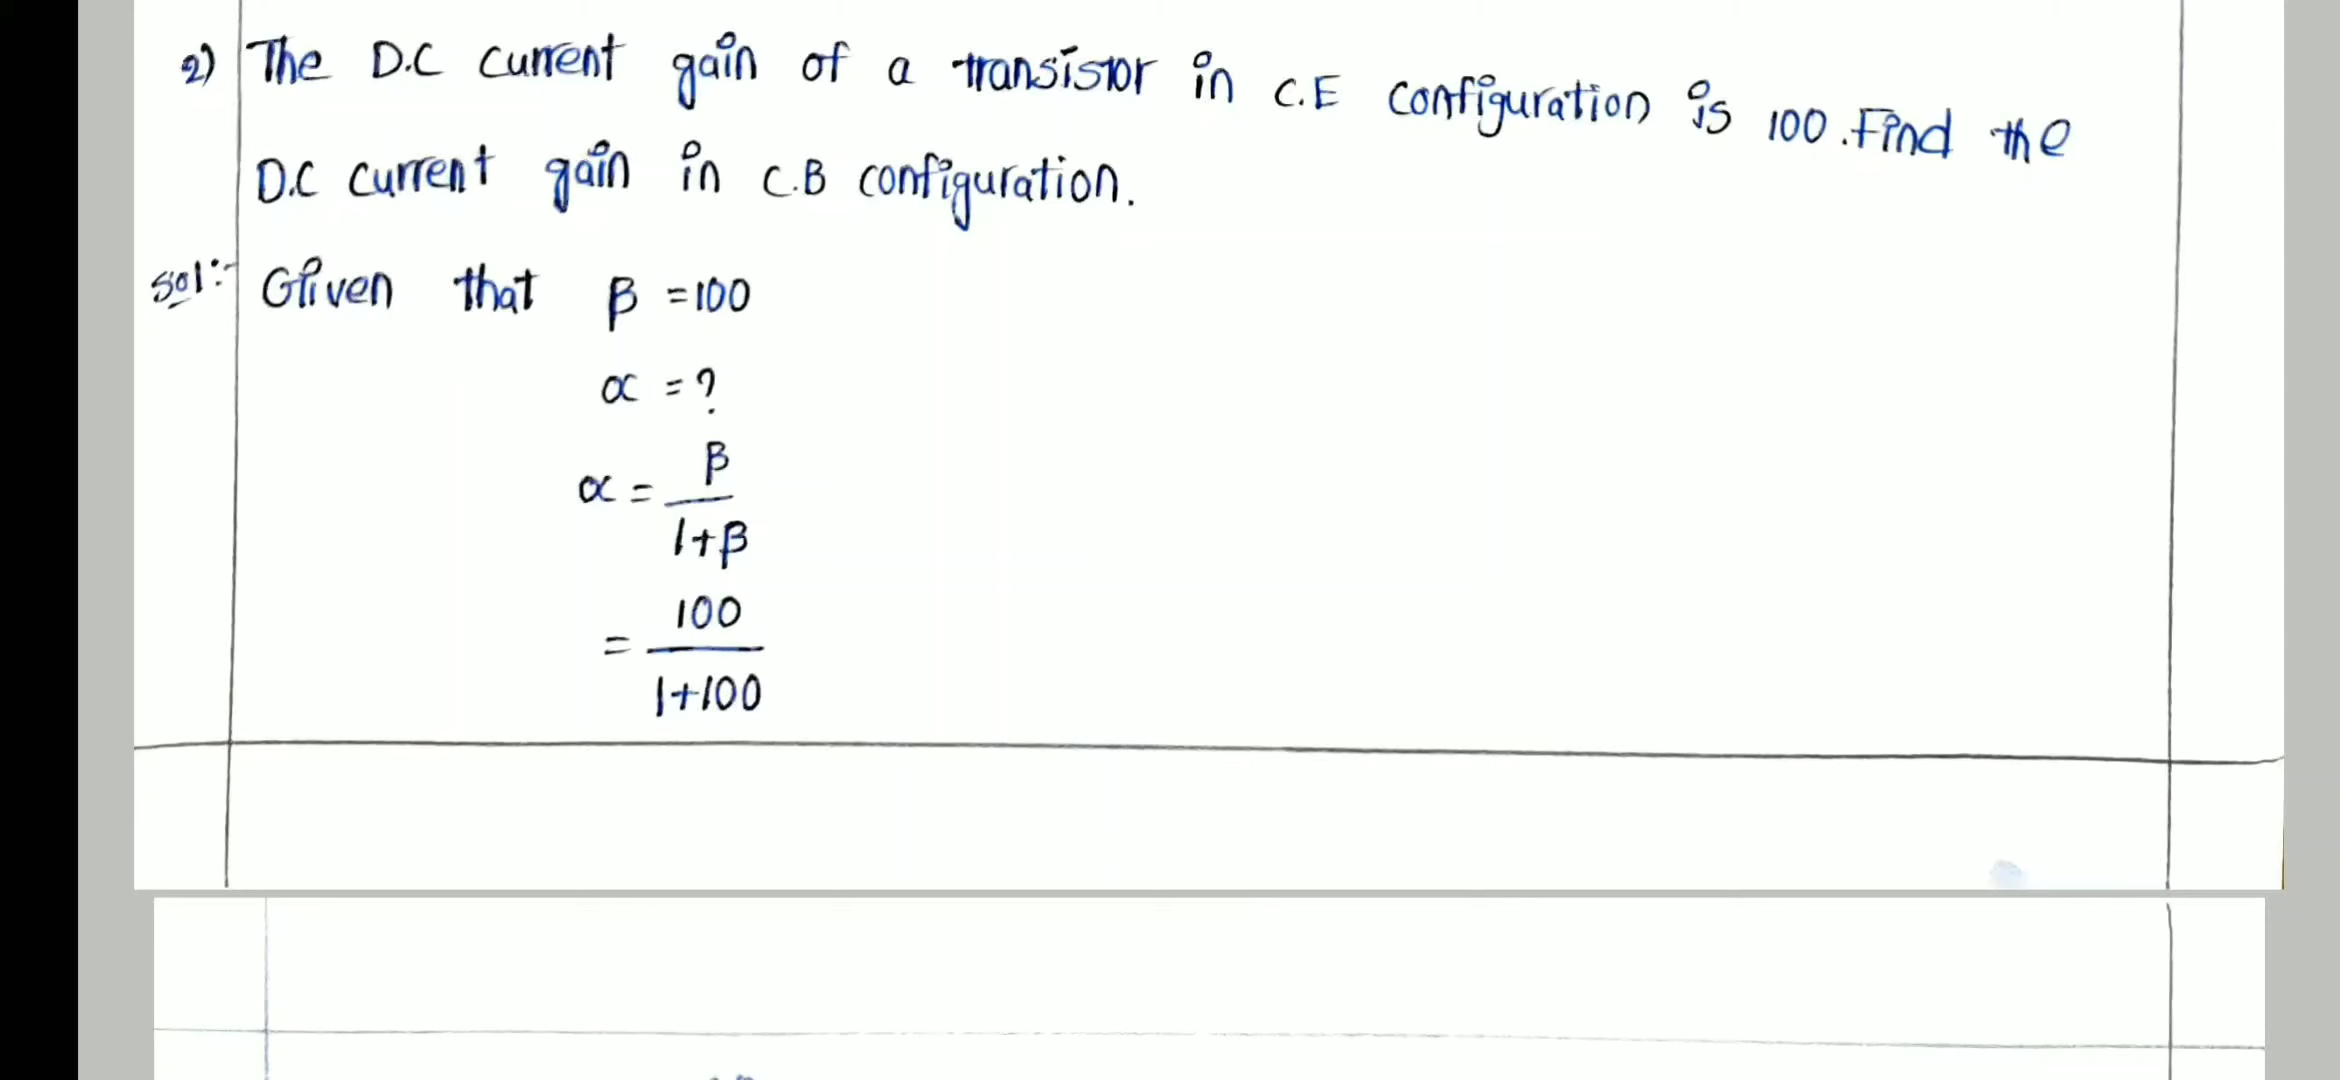 2) The D.C current gain of a transistor in C.E configuration is 100. Find the
D.C current gain in C.B configuration.
Sol:- Given that β = 100
α = ?
α = β / 1+β
= 100 / 1+100